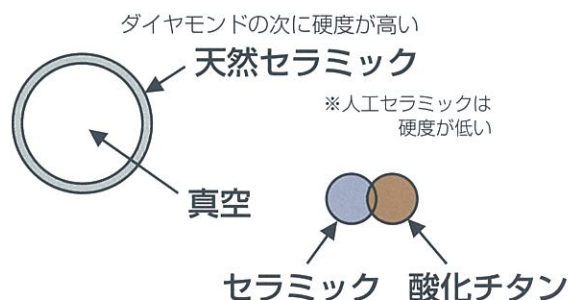 ダイヤモンドの次に硬度が高い
天然セラミック
※人工セラミックは
硬度が低い
真空
セラミック
酸化チタン